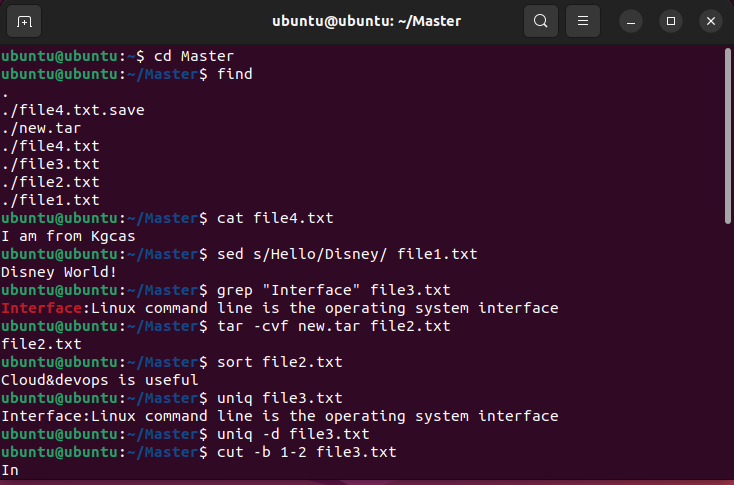 ubuntu@ubuntu: ~/Master
ubuntu@ubuntu:~$ cd Master
ubuntu@ubuntu:~/Master$ find
.
./file4.txt.save
./new.tar
./file4.txt
./file3.txt
./file2.txt
./file1.txt
ubuntu@ubuntu:~/Master$ cat file4.txt
I am from Kgcas
ubuntu@ubuntu:~/Master$ sed s/Hello/Disney/ file1.txt
Disney World!
ubuntu@ubuntu:~/Master$ grep "Interface" file3.txt
Interface:Linux command line is the operating system interface
ubuntu@ubuntu:~/Master$ tar -cvf new.tar file2.txt
file2.txt
ubuntu@ubuntu:~/Master$ sort file2.txt
Cloud&devops is useful
ubuntu@ubuntu:~/Master$ uniq file3.txt
Interface:Linux command line is the operating system interface
ubuntu@ubuntu:~/Master$ uniq -d file3.txt
ubuntu@ubuntu:~/Master$ cut -b 1-2 file3.txt
In